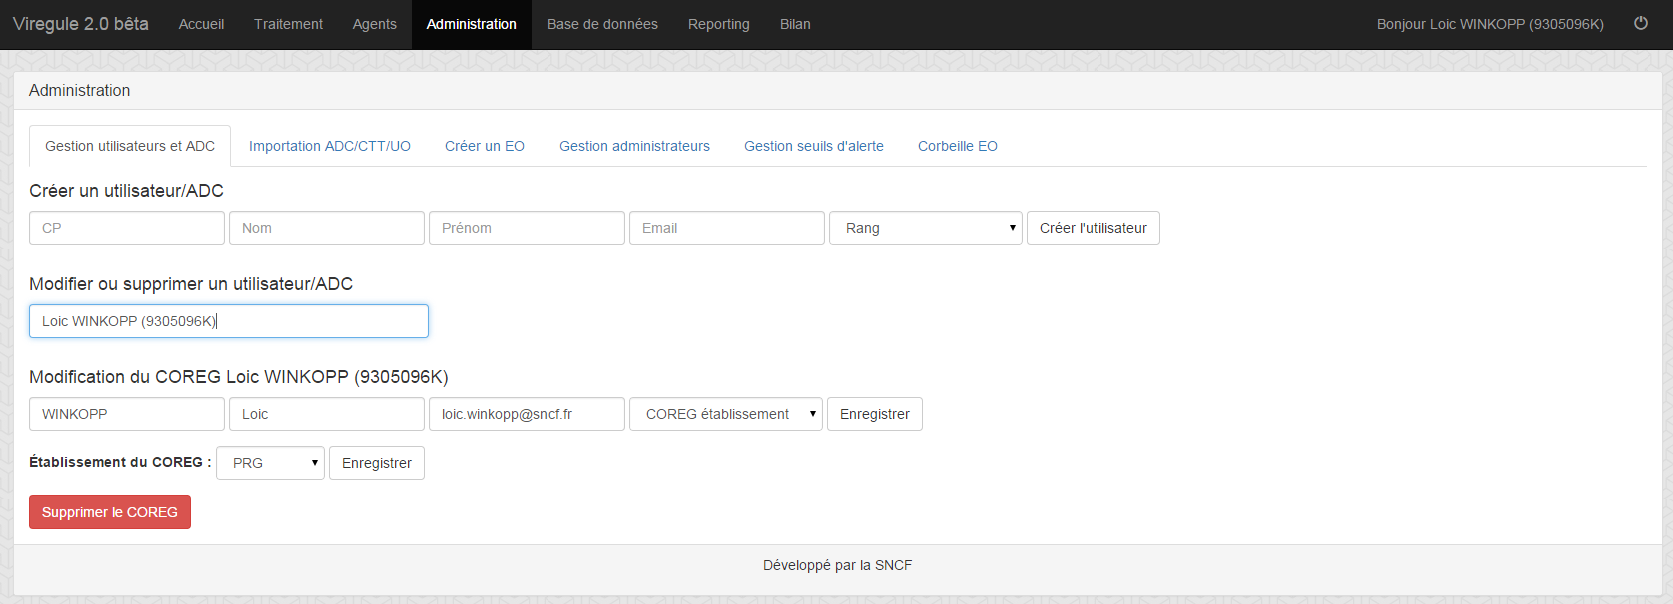 Viregule 2.0 bêta Accueil Traitement Agents Administration Base de données Reporting Bilan Bonjour Loic WINKOPP (9305096K)
Administration
Gestion utilisateurs et ADC Importation ADC/CTT/UO Créer un EO Gestion administrateurs Gestion seuils d'alerte Corbeille EO
Créer un utilisateur/ADC
CP Nom Prénom Email Rang Créer l'utilisateur
Modifier ou supprimer un utilisateur/ADC
Loic WINKOPP (9305096K)
Modification du COREG Loic WINKOPP (9305096K)
WINKOPP Loic loic.winkopp@sncf.fr COREG établissement Enregistrer
Établissement du COREG : PRG Enregistrer
Supprimer le COREG
Développé par la SNCF